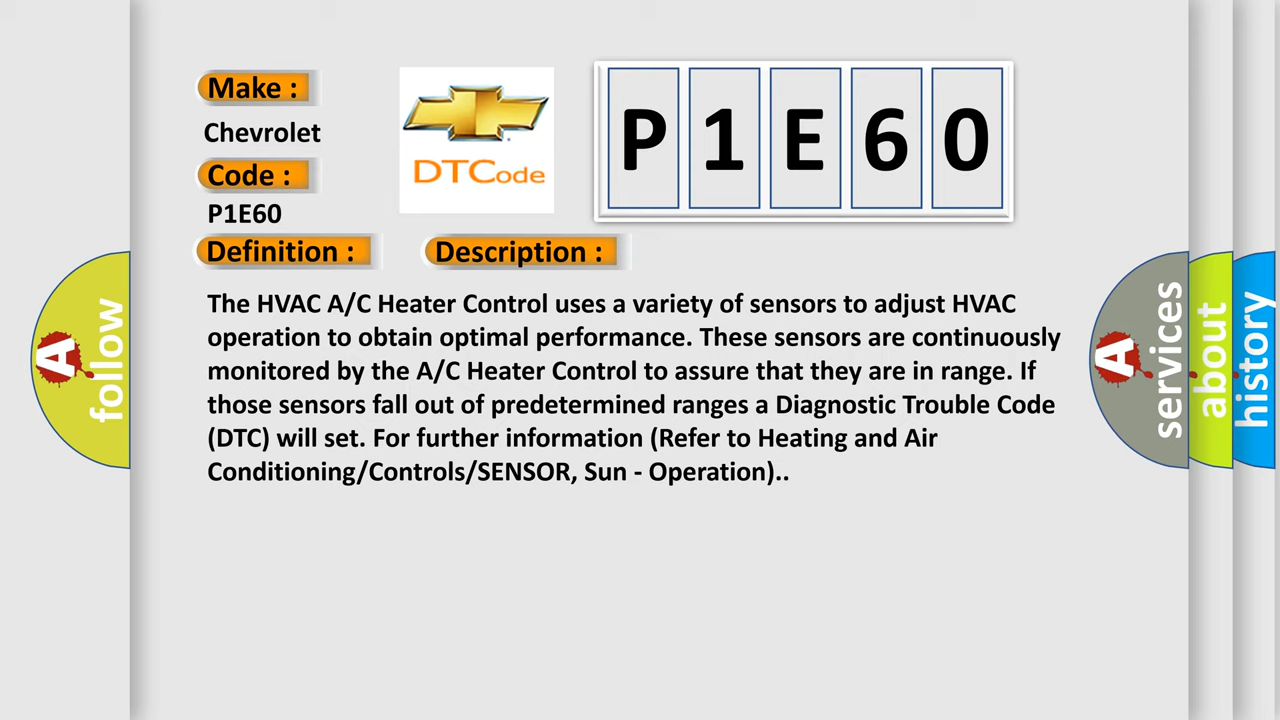 Make :
Chevrolet
Code :
P1E60
DTCode
P1E60
Definition :
Description :
The HVAC A/C Heater Control uses a variety of sensors to adjust HVAC
operation to obtain optimal performance. These sensors are continuously
monitored by the A/C Heater Control to assure that they are in range. If
those sensors fall out of predetermined ranges a Diagnostic Trouble Code
(DTC) will set. For further information (Refer to Heating and Air
Conditioning/Controls/SENSOR, Sun - Operation)..
A
follow
A
services
about
history